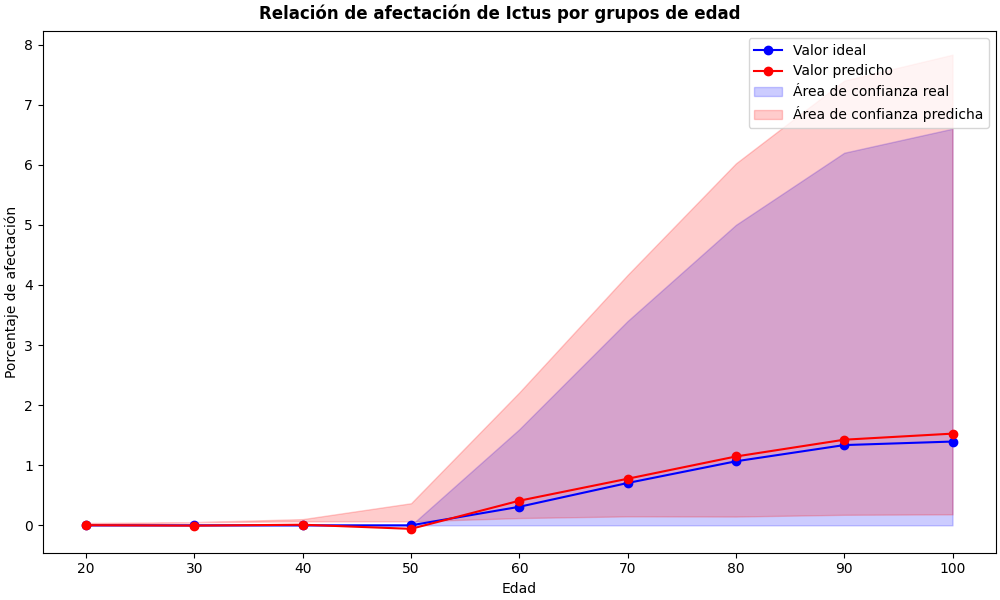 Relación de afectación de Ictus por grupos de edad
Valor ideal
Valor predicho
Área de confianza real
Área de confianza predicha
Porcentaje de afectación
8
7
6
5
4
3
2
1
0
20 30 40 50 60 70 80 90 100
Edad